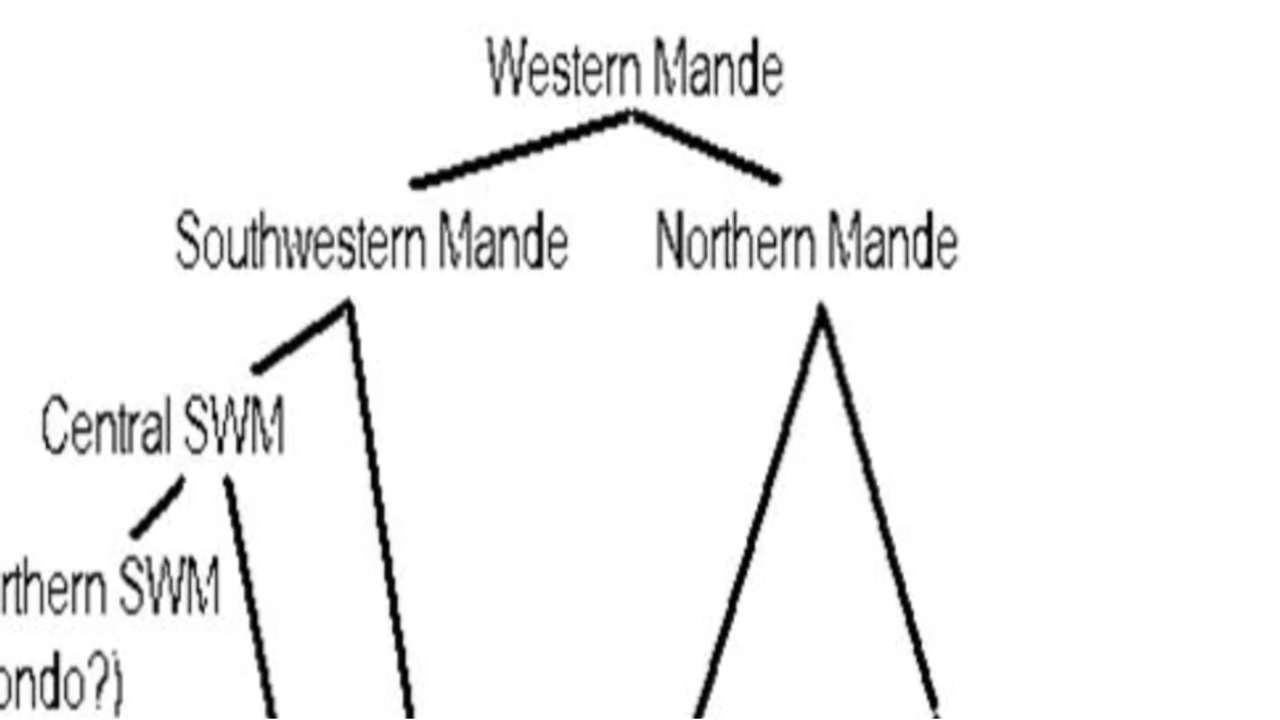 Western Mande
Southwestern Mande Northern Mande
Central SWM
rthern SWM
ondo?)